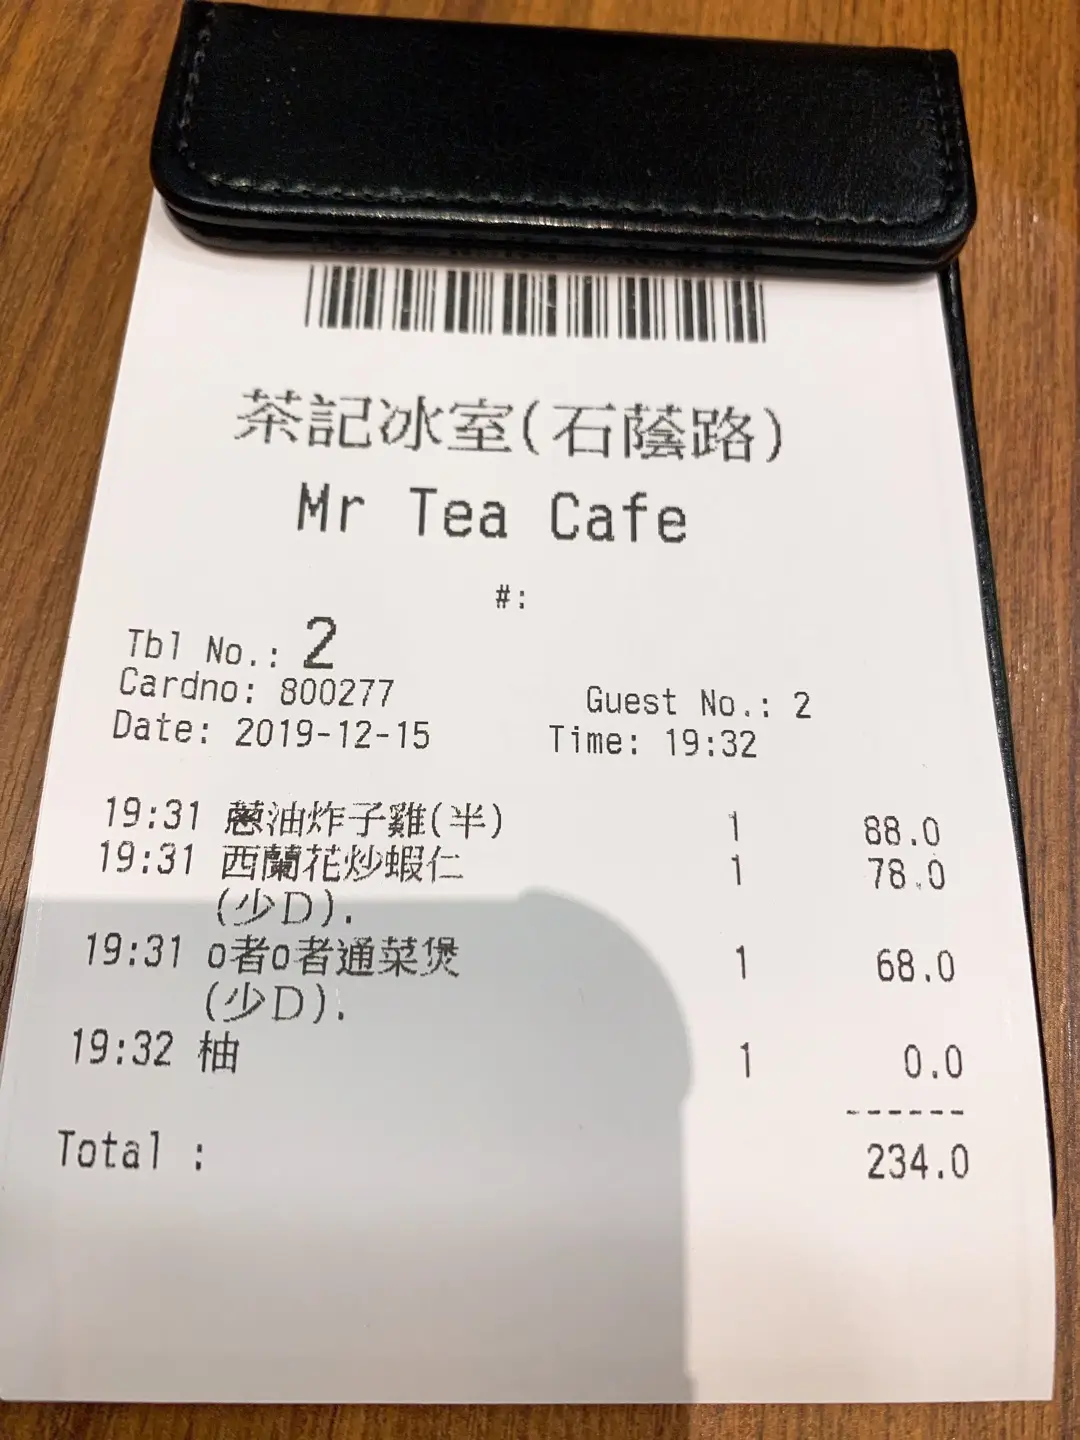 茶記冰室(石蔭路)
Mr Tea Cafe
#:
Tbl No.: 2
Cardno: 800277 Guest No.: 2
Date: 2019-12-15 Time: 19:32
19:31 蔥油炸子雞(半) 1 88.0
19:31 西蘭花炒蝦仁 1 78.0
(少D).
19:31 o者o者通菜煲 1 68.0
(少D).
19:32 柚 1 0.0
------
Total : 234.0